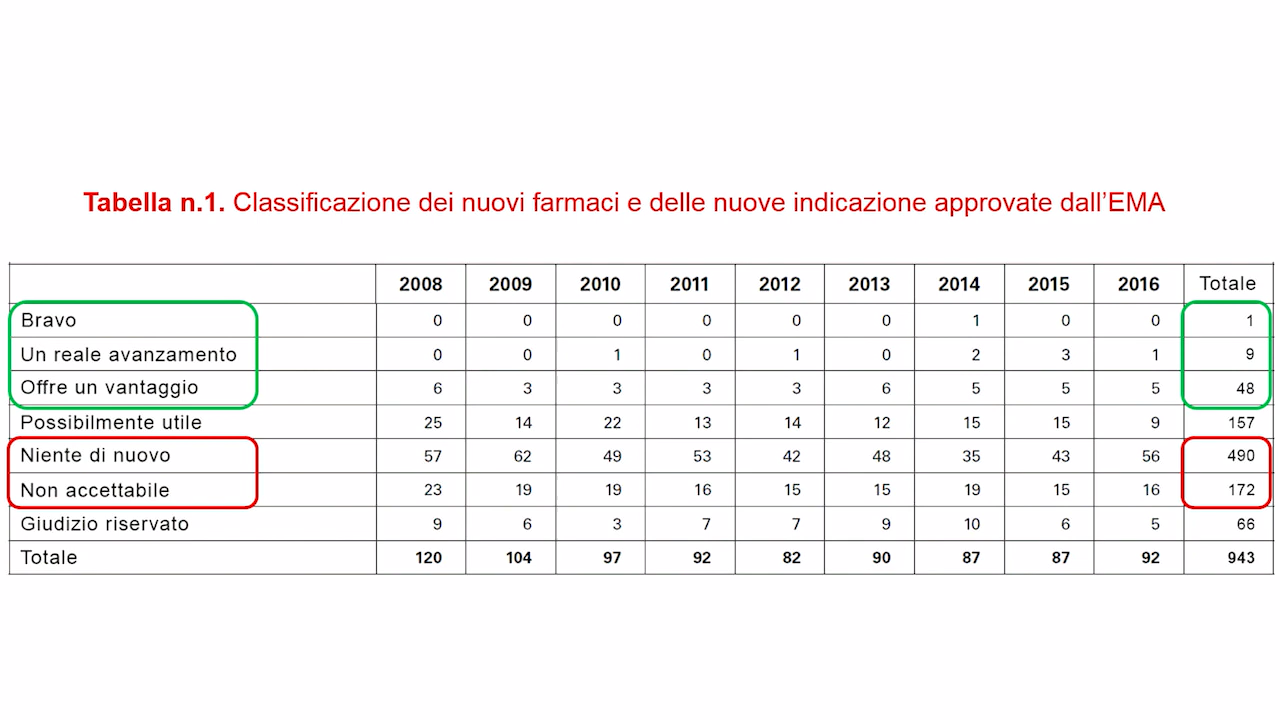 Tabella n.1. Classificazione dei nuovi farmaci e delle nuove indicazione approvate dall'EMA
2008 2009 2010 2011 2012 2013 2014 2015 2016 Totale
Bravo 0 0 0 0 0 0 1 0 0 1
Un reale avanzamento 0 0 1 0 1 0 2 3 1 9
Offre un vantaggio 6 3 3 3 3 6 5 5 5 48
Possibilmente utile 25 14 22 13 14 12 15 15 9 157
Niente di nuovo 57 62 49 53 42 48 35 43 56 490
Non accettabile 23 19 19 16 15 15 19 15 16 172
Giudizio riservato 9 6 3 7 7 9 10 6 5 66
Totale 120 104 97 92 82 90 87 87 92 943